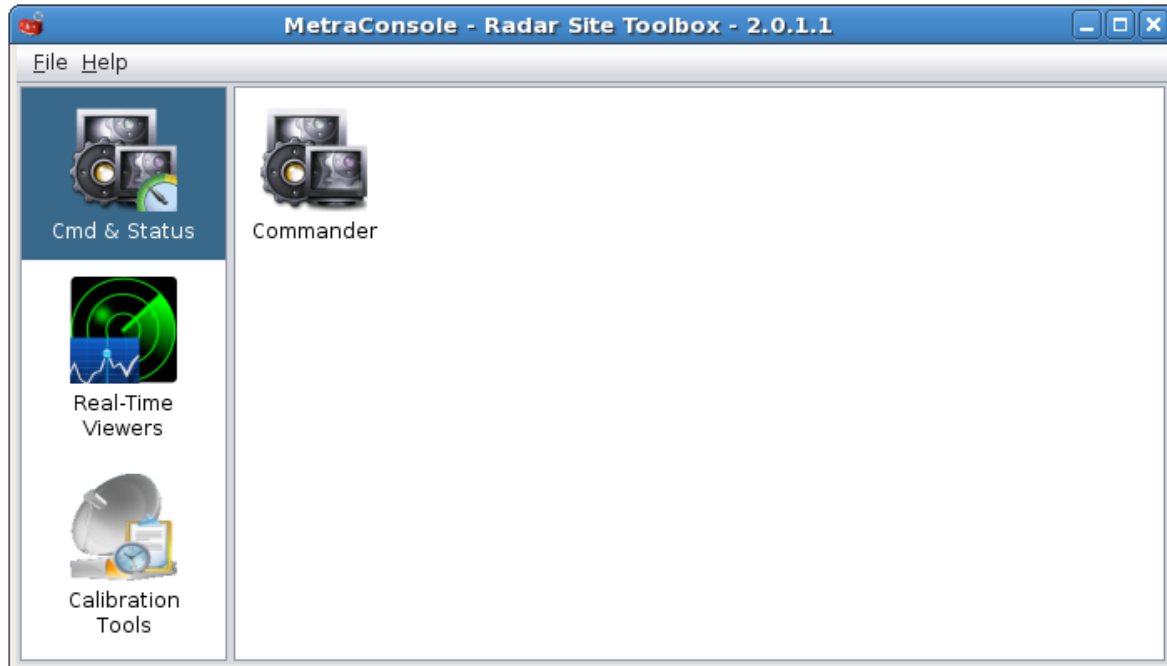 MetraConsole - Radar Site Toolbox - 2.0.1.1
File Help
Cmd & Status
Commander
Real-Time
Viewers
Calibration
Tools